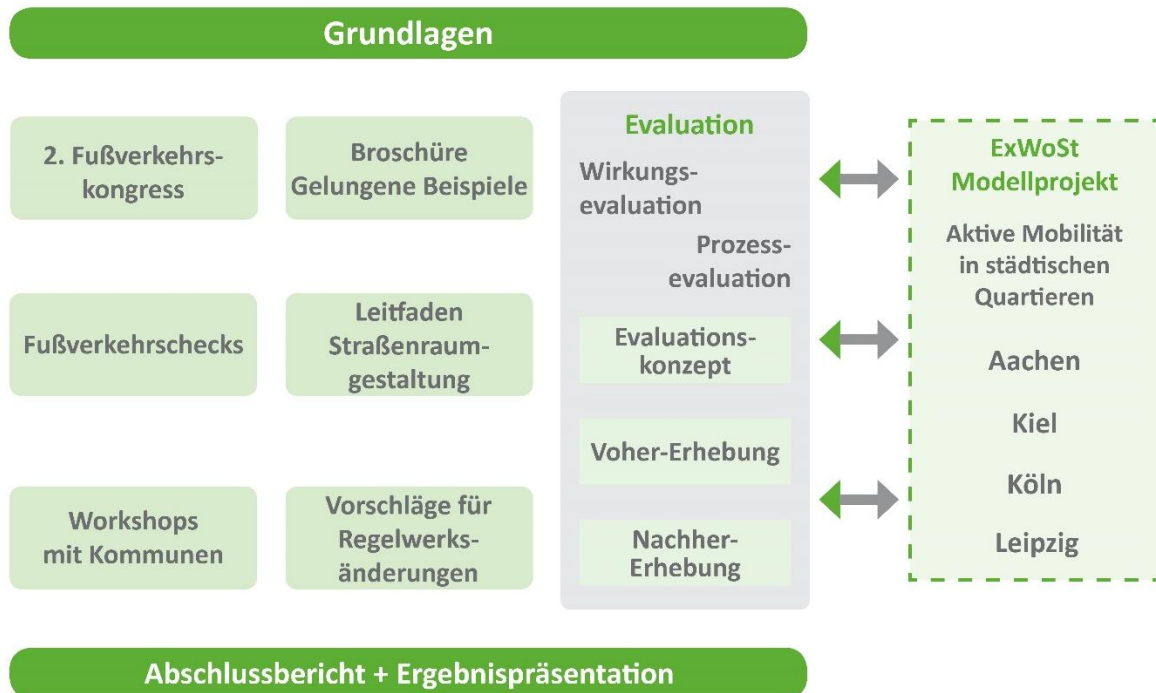 Grundlagen
2. Fußverkehrs-
kongress
Broschüre
Gelungene Beispiele
Fußverkehrschecks
Leitfaden
Straßenraum-
gestaltung
Workshops
mit Kommunen
Vorschläge für
Regelwerks-
änderungen
Evaluation
Wirkungs-
evaluation
Prozess-
evaluation
Evaluations-
konzept
Voher-Erhebung
Nachher-
Erhebung
ExWoSt
Modellprojekt
Aktive Mobilität
in städtischen
Quartieren
Aachen
Kiel
Köln
Leipzig
Abschlussbericht + Ergebnispräsentation